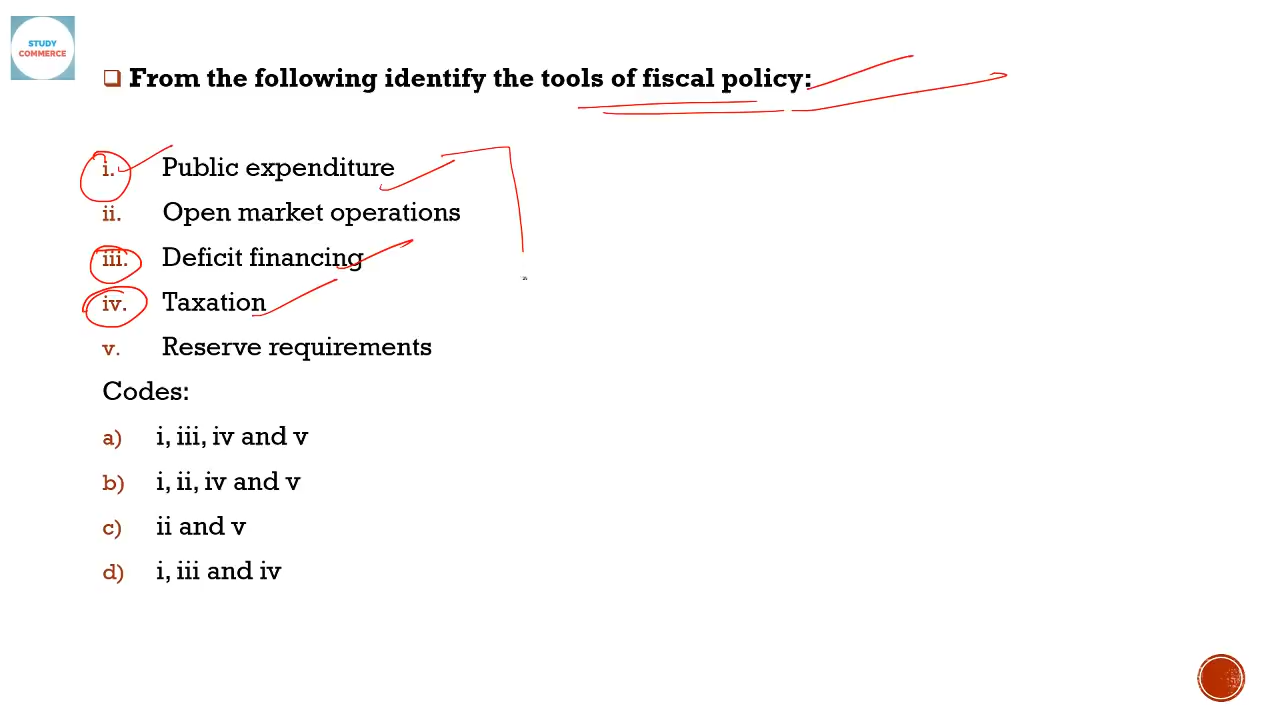 STUDY
COMMERCE
From the following identify the tools of fiscal policy:
i. Public expenditure
ii. Open market operations
iii. Deficit financing
iv. Taxation
v. Reserve requirements
Codes:
a) i, iii, iv and v
b) i, ii, iv and v
c) ii and v
d) i, iii and iv